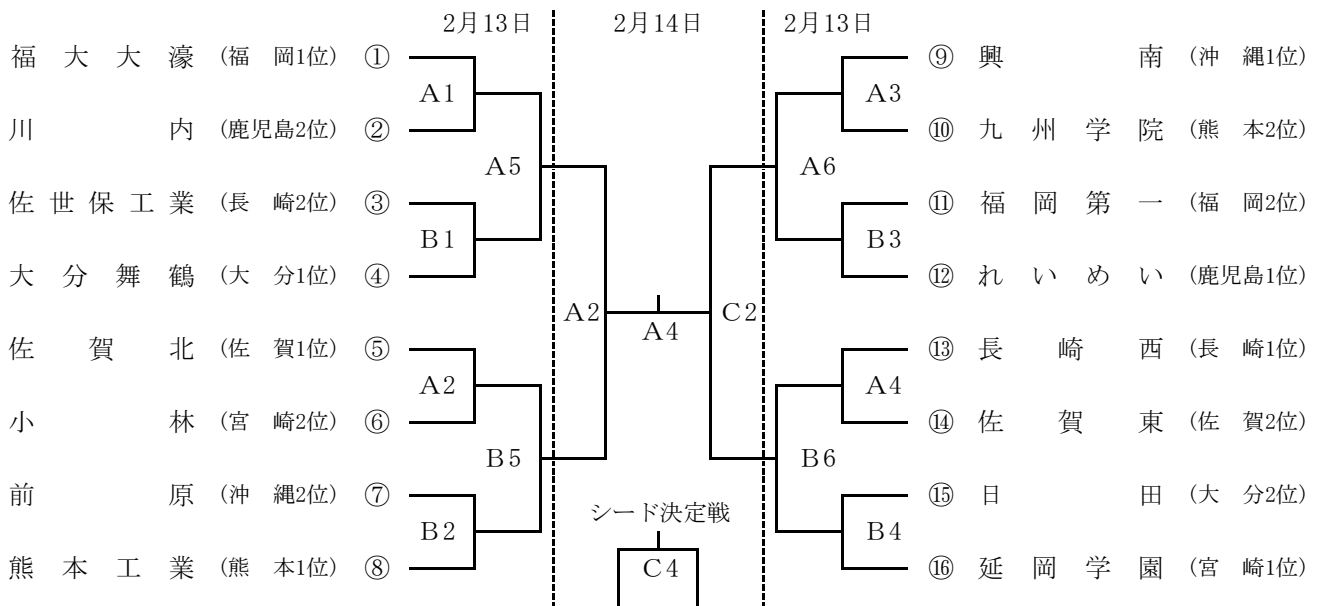 2月13日 2月14日 2月13日
福大大濠 (福 岡1位) ① ⑨ 興南 (沖 縄1位)
A1 A3
川内 (鹿児島2位) ② ⑩ 九州学院 (熊 本2位)
A5 A6
佐世保工業 (長 崎2位) ③ ⑪ 福岡第一 (福 岡2位)
B1 B3
大分舞鶴 (大 分1位) ④ ⑫ れいめい (鹿児島1位)
A2 A4 C2
佐賀北 (佐 賀1位) ⑤ ⑬ 長崎西 (長 崎1位)
A2 A4
小林 (宮 崎2位) ⑥ ⑭ 佐賀東 (佐 賀2位)
B5 B6
前原 (沖 縄2位) ⑦ ⑮ 日田 (大 分2位)
シード決定戦
B2 B4
熊本工業 (熊 本1位) ⑧ C4 ⑯ 延岡学園 (宮 崎1位)